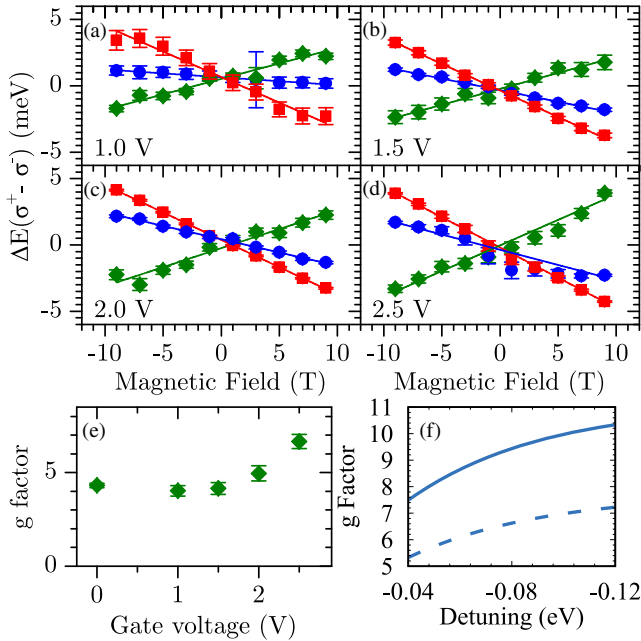 (a) (b)
5
0
-5
1.0 V 1.5 V
(c) (d)
5
0
-5
2.0 V 2.5 V
ΔE(σ⁺- σ⁻) (meV)
-10 -5 0 5 10 -10 -5 0 5 10
Magnetic Field (T) Magnetic Field (T)
(e)
5
0
g factor
0 1 2
Gate voltage (V)
(f)
11
10
9
8
7
6
5
g Factor
-0.04 -0.08 -0.12
Detuning (eV)